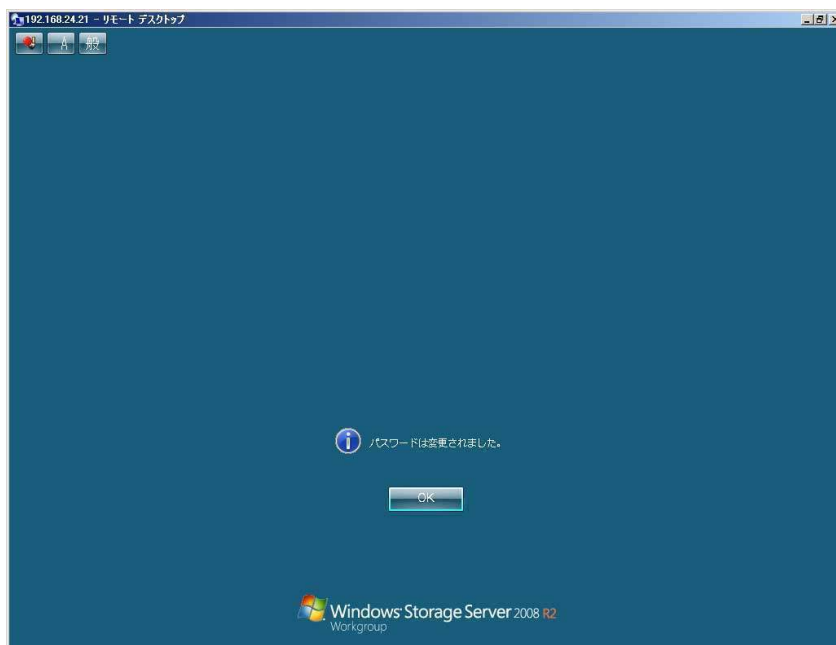 192.168.24.21 - リモート デスクトップ
A 般
パスワードは変更されました。
OK
Windows Storage Server 2008 R2
Workgroup